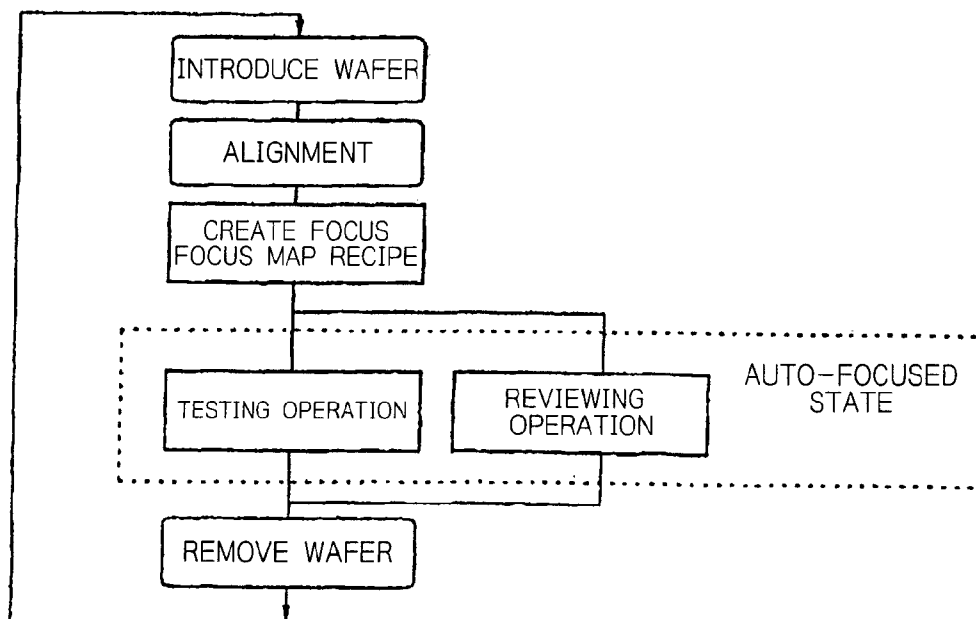 INTRODUCE WAFER
ALIGNMENT
CREATE FOCUS
FOCUS MAP RECIPE
TESTING OPERATION
REVIEWING
OPERATION
AUTO-FOCUSED
STATE
REMOVE WAFER